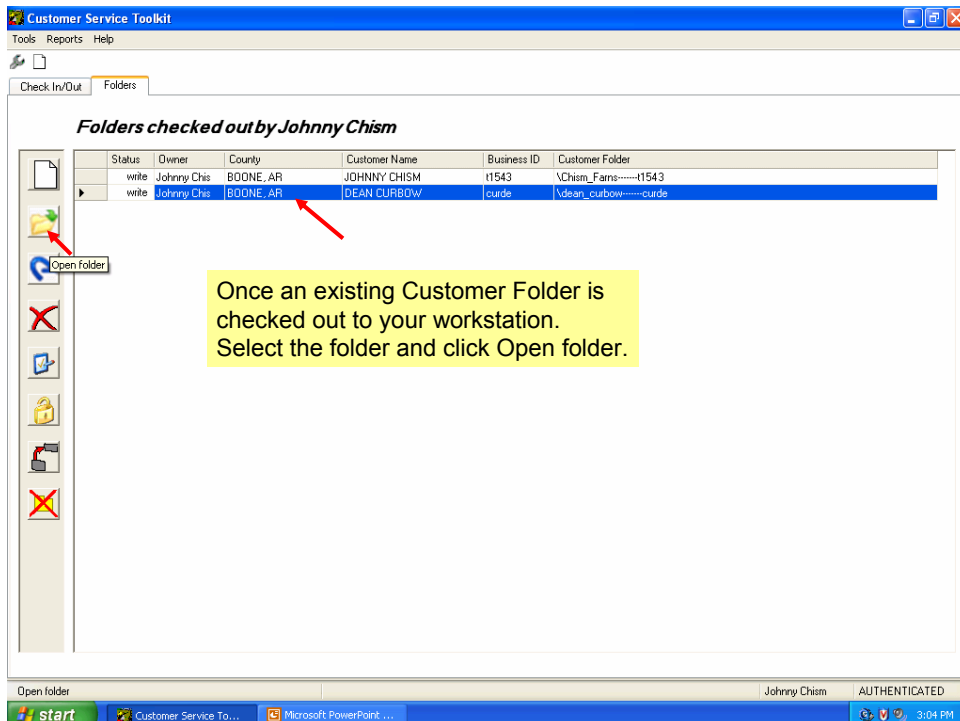 Customer Service Toolkit
Tools Reports Help
Check In/Out Folders
Folders checked out by Johnny Chism
Status Owner County Customer Name Business ID Customer Folder
write Johnny Chis BOONE, AR JOHNNY CHISM t1543 \Chism_Farns-------t1543
write Johnny Chis BOONE, AR DEAN CURBOW curde \dean_curbow-------curde
Open folder
Once an existing Customer Folder is
checked out to your workstation.
Select the folder and click Open folder.
Open folder Johnny Chism AUTHENTICATED
start Customer Service To... Microsoft PowerPoint ... 3:04 PM